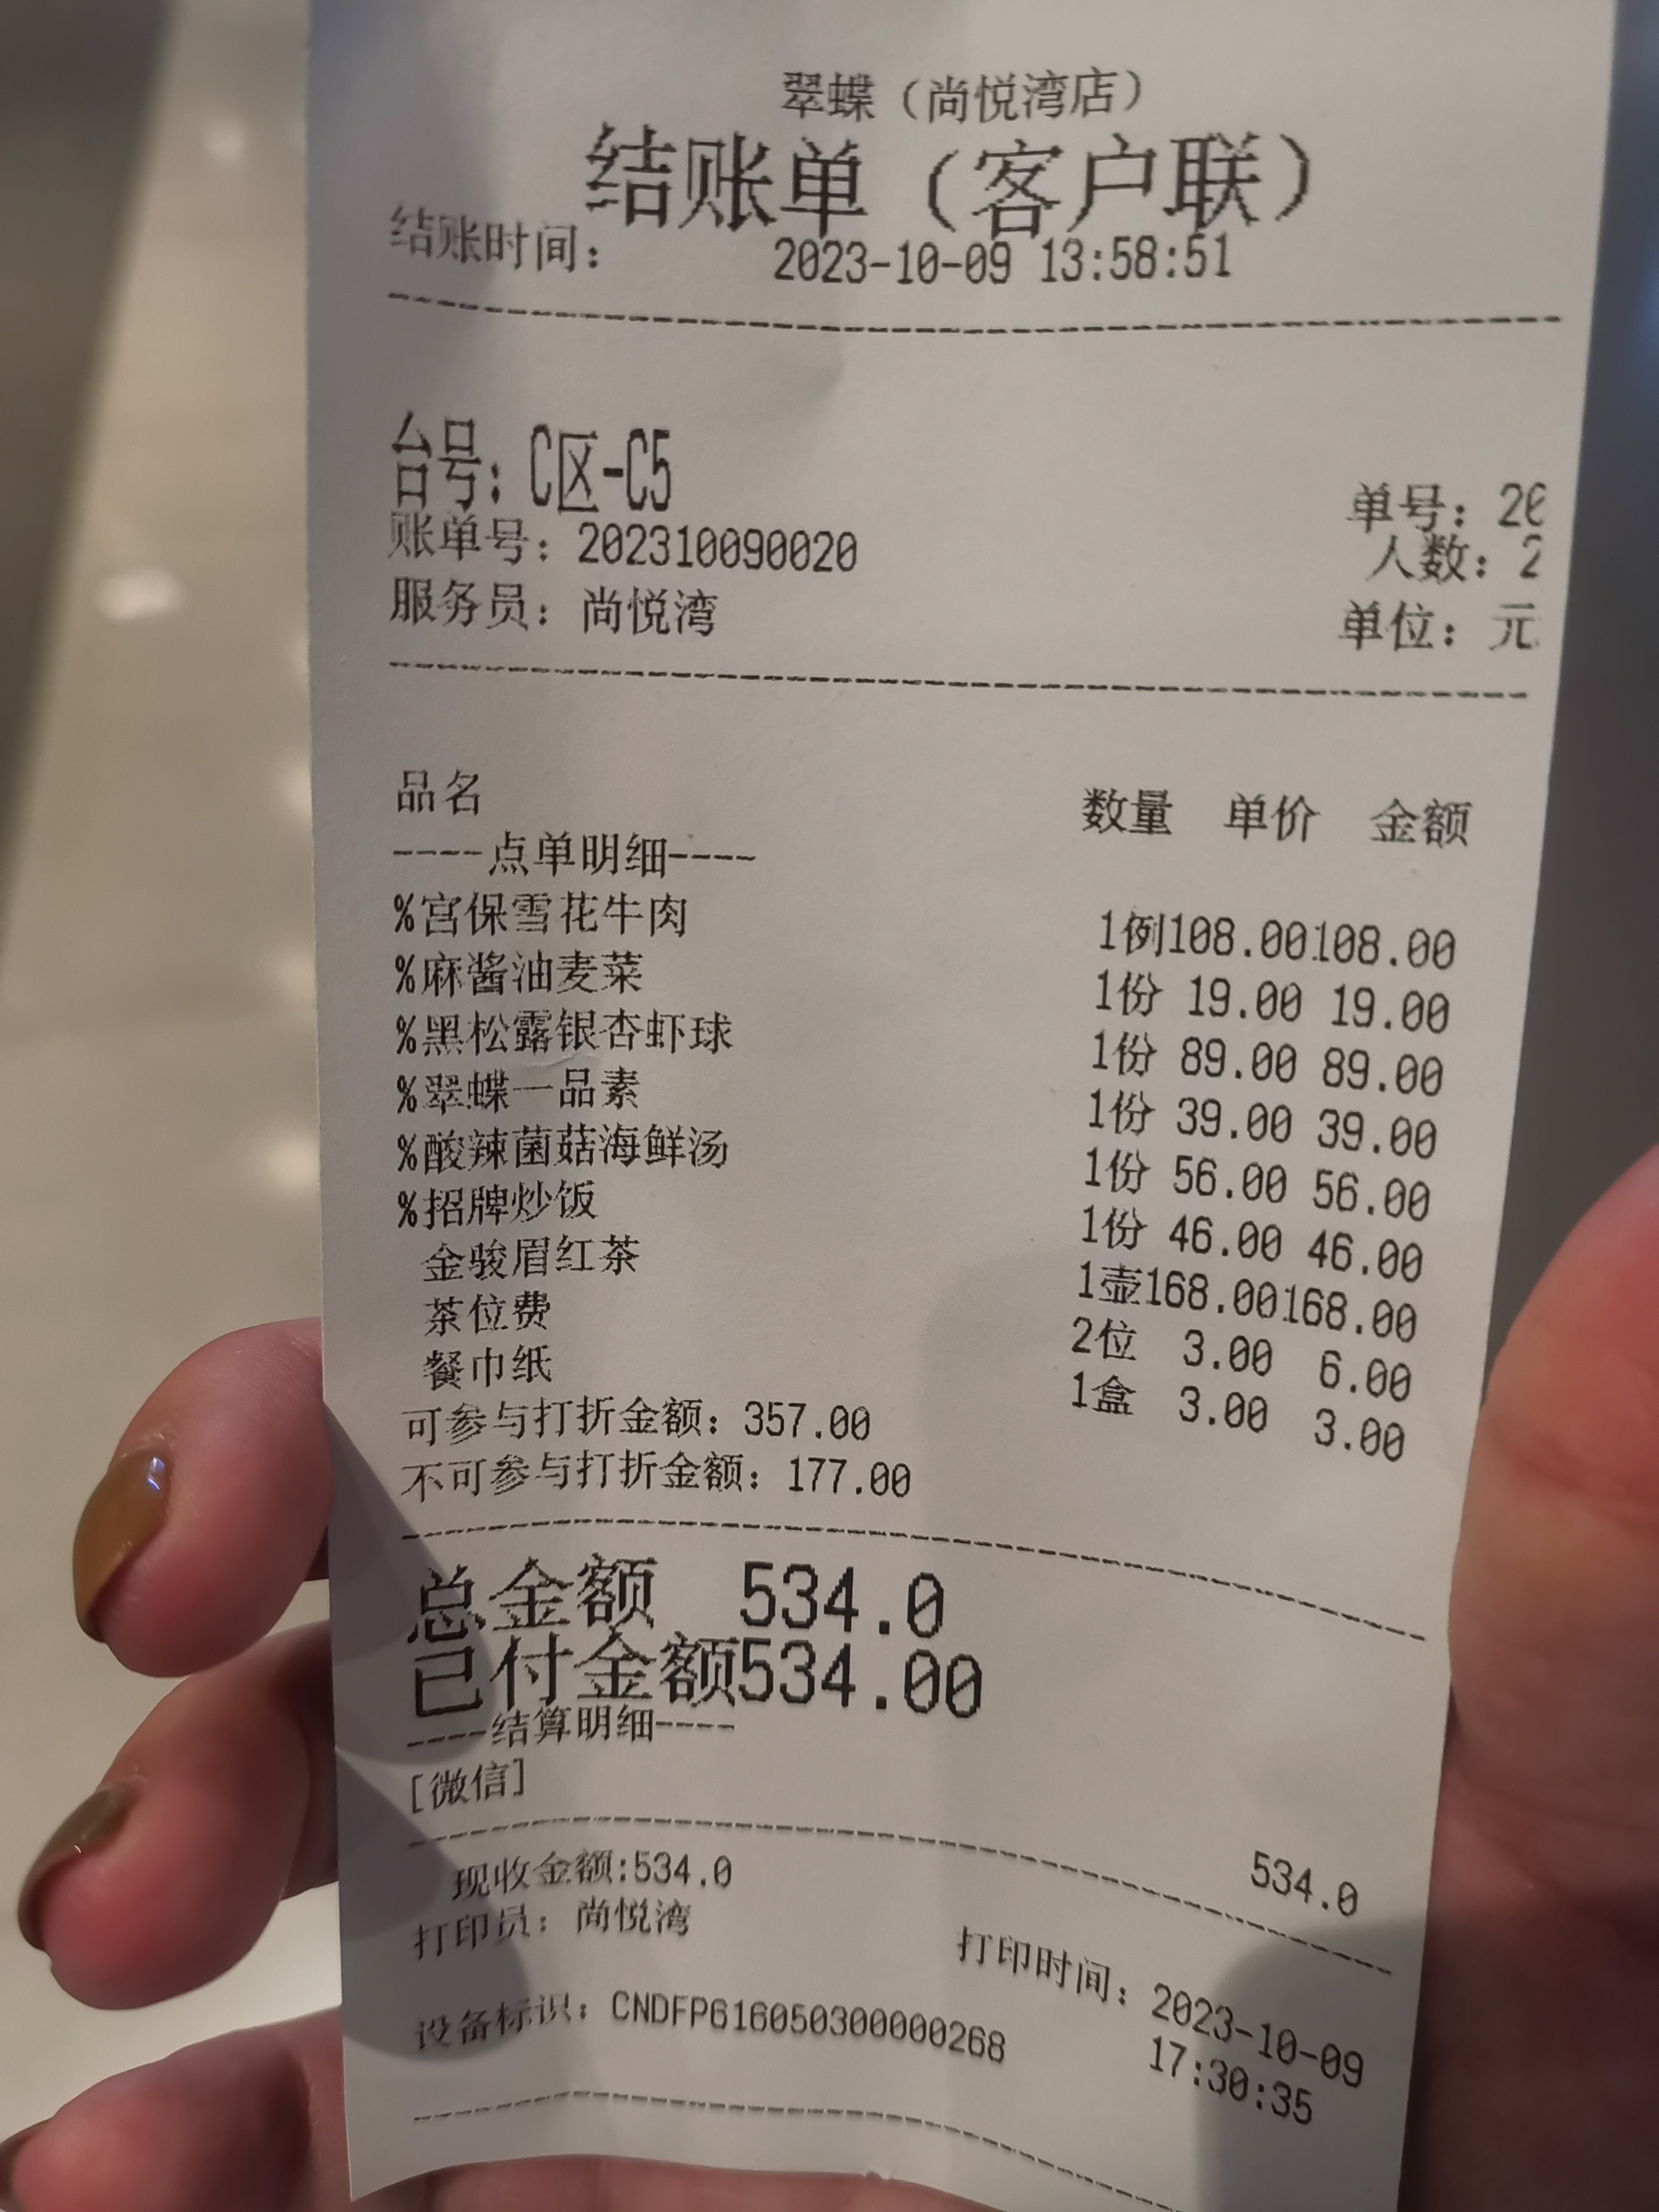 翠蝶（尚悦湾店）
结账单（客户联）
结账时间： 2023-10-09 13:58:51
台号：C区-C5
单号：20
账单号：202310090020 人数：2
服务员：尚悦湾 单位：元
品名 数量 单价 金额
----点单明细----
%宫保雪花牛肉 1例108.00108.00
%麻酱油麦菜 1份 19.00 19.00
%黑松露银杏虾球 1份 89.00 89.00
%翠蝶一品素 1份 39.00 39.00
%酸辣菌菇海鲜汤 1份 56.00 56.00
%招牌炒饭 1份 46.00 46.00
金骏眉红茶 1壶168.00168.00
茶位费 2位 3.00 6.00
餐巾纸 1盒 3.00 3.00
可参与打折金额：357.00
不可参与打折金额：177.00
总金额 534.0
已付金额534.00
----结算明细----
[微信] 534.0
现收金额:534.0
打印员：尚悦湾 打印时间：2023-10-09
17:30:35
设备标识：CNDFP616050300000268